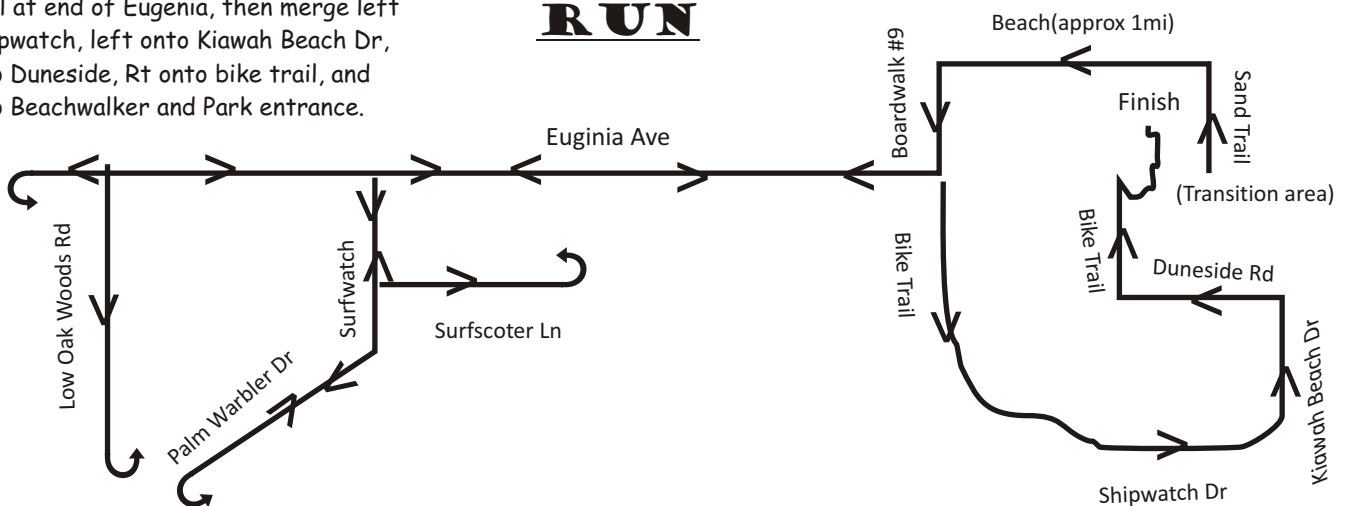 at end of Eugenia, then merge left
left onto Kiawah Beach Dr,
Duneside, Rt onto bike trail, and
Beachwalker and Park entrance.
RUN
Beach(approx 1mi)
Boardwalk #9
Finish
Sand Trail
(Transition area)
Euginia Ave
Low Oak Woods Rd
Surfwatch
Surfscoter Ln
Palm Warbler Dr
Bike Trail
Bike Trail
Duneside Rd
Kiawah Beach Dr
Shipwatch Dr